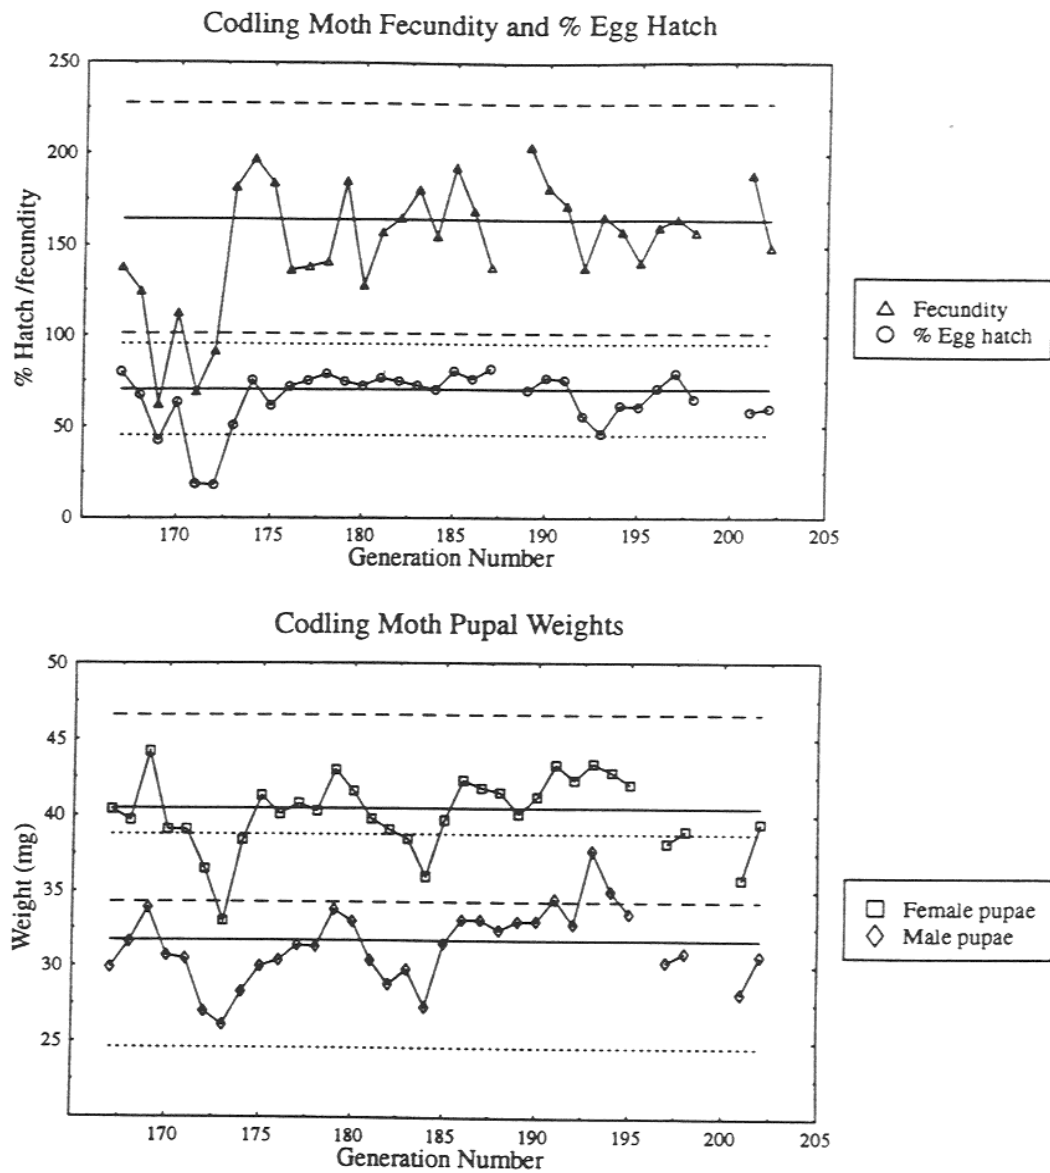 Codling Moth Fecundity and % Egg Hatch
250
200
150
100
50
0
% Hatch /fecundity
170 175 180 185 190 195 200 205
Generation Number
Fecundity
% Egg hatch
Codling Moth Pupal Weights
50
45
40
35
30
25
Weight (mg)
170 175 180 185 190 195 200 205
Generation Number
Female pupae
Male pupae